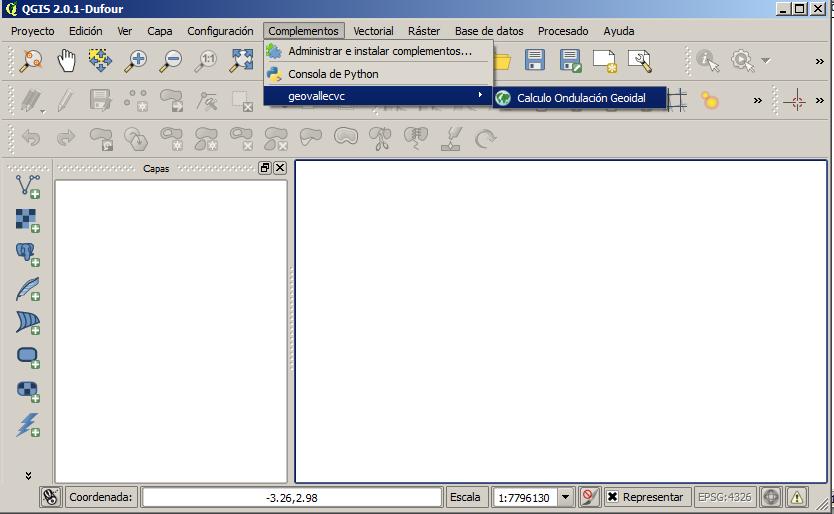 QGIS 2.0.1-Dufour
Proyecto Edición Ver Capa Configuración Complementos Vectorial Ráster Base de datos Procesado Ayuda
Administrar e instalar complementos...
Consola de Python
geovallecvc
Calculo Ondulación Geoidal
1:1
» » »
Capas
Coordenada: -3.26,2.98 Escala 1:7796130 Representar EPSG:4326